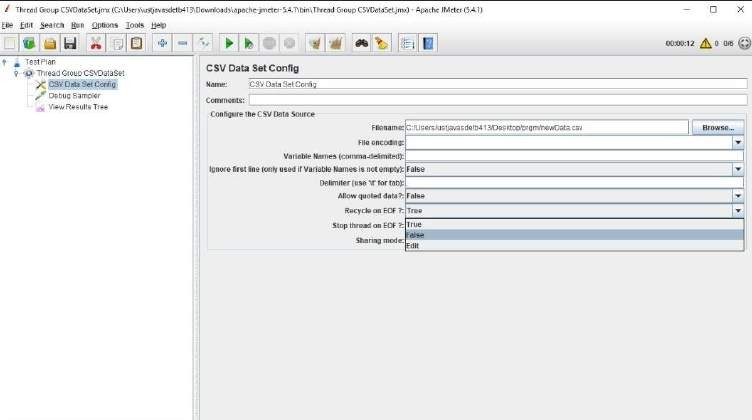 Thread Group CSVDataSet.jmx (C:\Users\ustjavasdetb413\Downloads\apache-jmeter-5.4.1\bin\Thread Group CSVDataSet.jmx) - Apache JMeter (5.4.1)
File Edit Search Run Options Tools Help
00:00:12 0 0/6
Test Plan
Thread Group CSVDataSet
CSV Data Set Config
Debug Sampler
View Results Tree
CSV Data Set Config
Name: CSV Data Set Config
Comments:
Configure the CSV Data Source
Filename: C:/Users/ustjavasdetb413/Desktop/prgm/newData.csv Browse...
File encoding:
Variable Names (comma-delimited):
Ignore first line (only used if Variable Names is not empty): False
Delimiter (use '\t' for tab):
Allow quoted data?: False
Recycle on EOF ?: True
Stop thread on EOF ?: True
False
Sharing mode: Edit